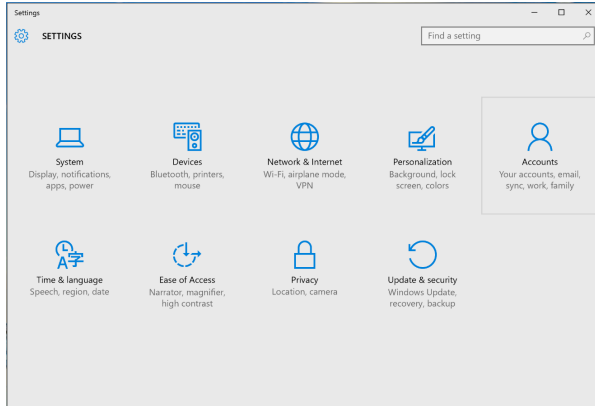 Settings
SETTINGS
Find a setting
System
Display, notifications,
apps, power
Devices
Bluetooth, printers,
mouse
Network & Internet
Wi-Fi, airplane mode,
VPN
Personalization
Background, lock
screen, colors
Accounts
Your accounts, email,
sync, work, family
A字
Time & language
Speech, region, date
Ease of Access
Narrator, magnifier,
high contrast
Privacy
Location, camera
Update & security
Windows Update,
recovery, backup